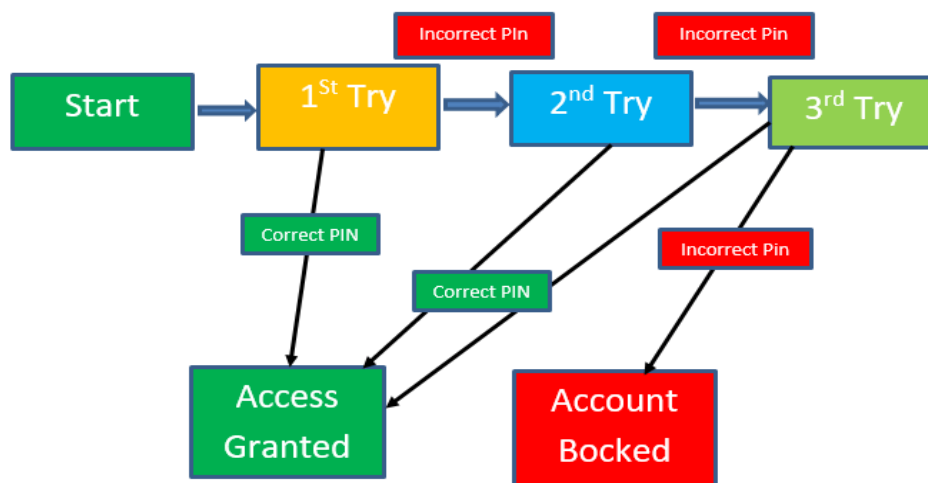 Incorrect PIn
Incorrect Pin
Start
1St Try
2nd Try
3rd Try
Correct PIN
Incorrect Pin
Correct PIN
Access
Granted
Account
Bocked